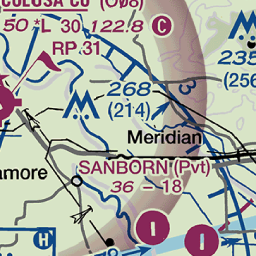 COLUSA CO (O08)
50 *L 30 122.8 C
RP 31
235
(256
268
(214)
Meridian
amore
SANBORN (Pvt)
36 - 18
H
I
I